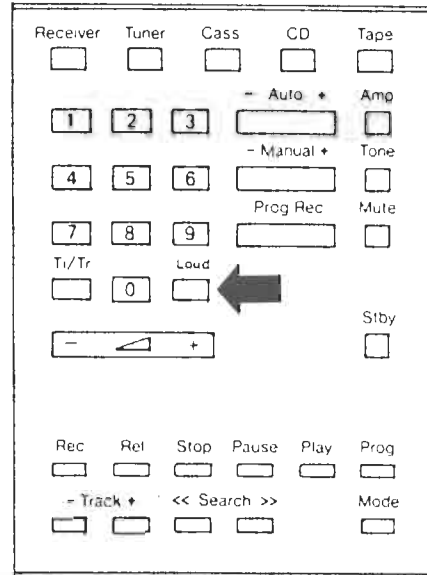 Receiver Tuner Cass CD Tape
- Auto + Amp
1 2 3
- Manual + Tone
4 5 6
Prog Rec Mute
7 8 9
Ti/Tr Loud
0
Stby
- +
Rec Ret Stop Pause Play Prog
- Track + << Search >> Mode